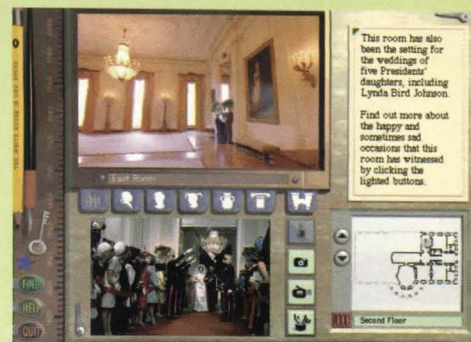 This room has also
been the setting for
the weddings of
five Presidents'
daughters, including
Lynda Bird Johnson.
Find out more about
the happy and
sometimes sad
occasions that this
room has witnessed
by clicking the
lighted buttons.
East Room
FIND
HELP
QUIT
Second Floor